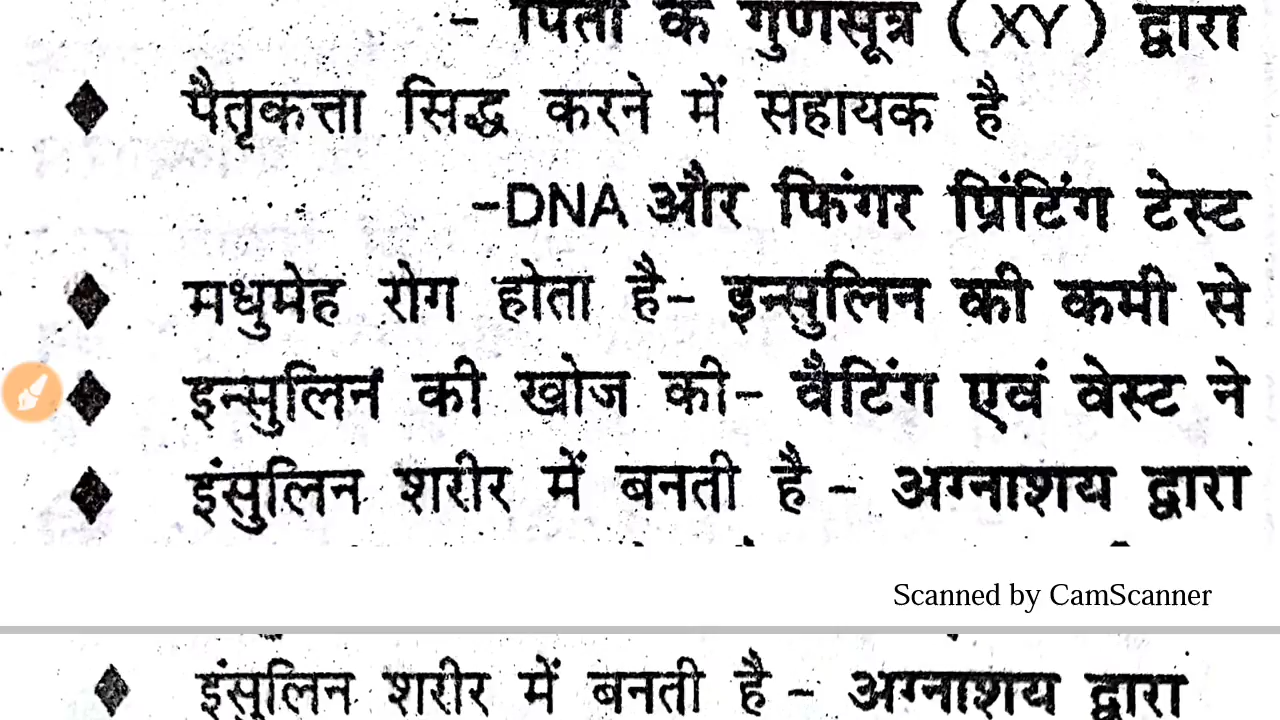 - पिता के गुणसूत्र (XY) द्वारा
पैतृकत्ता सिद्ध करने में सहायक है
-DNA और फिंगर प्रिंटिंग टेस्ट
मधुमेह रोग होता है- इन्सुलिन की कमी से
इन्सुलिन की खोज की- वैटिंग एवं वेस्ट ने
इंसुलिन शरीर में बनती है - अग्नाशय द्वारा
Scanned by CamScanner
इंसुलिन शरीर में बनती है - अग्नाशय द्वारा